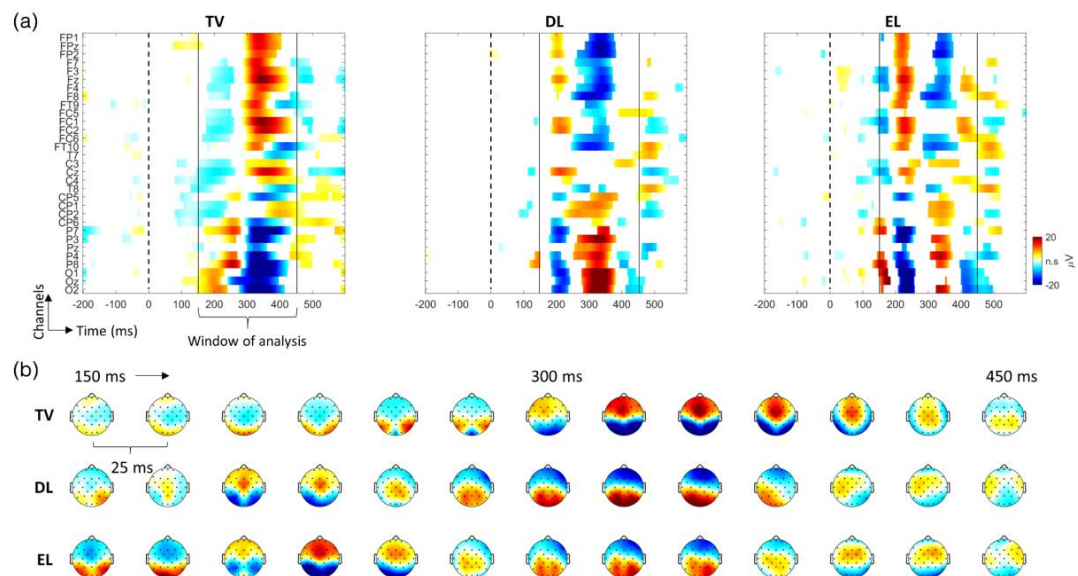 (a)
TV
DL
EL
FP1
FPz
FP2
F7
F3
Fz
F4
F8
FT9
FC5
FC1
FC2
FC6
FT10
T7
C3
Cz
C4
T8
CP5
CP1
CP2
CP6
P7
P3
Pz
P4
P8
O1
Oz
O2
-200 -100 0 100 200 300 400 500
-200 -100 0 100 200 300 400 500
-200 -100 0 100 200 300 400 500
20
n.s
-20
μV
Channels
Time (ms)
Window of analysis
(b)
150 ms
300 ms
450 ms
TV
25 ms
DL
EL